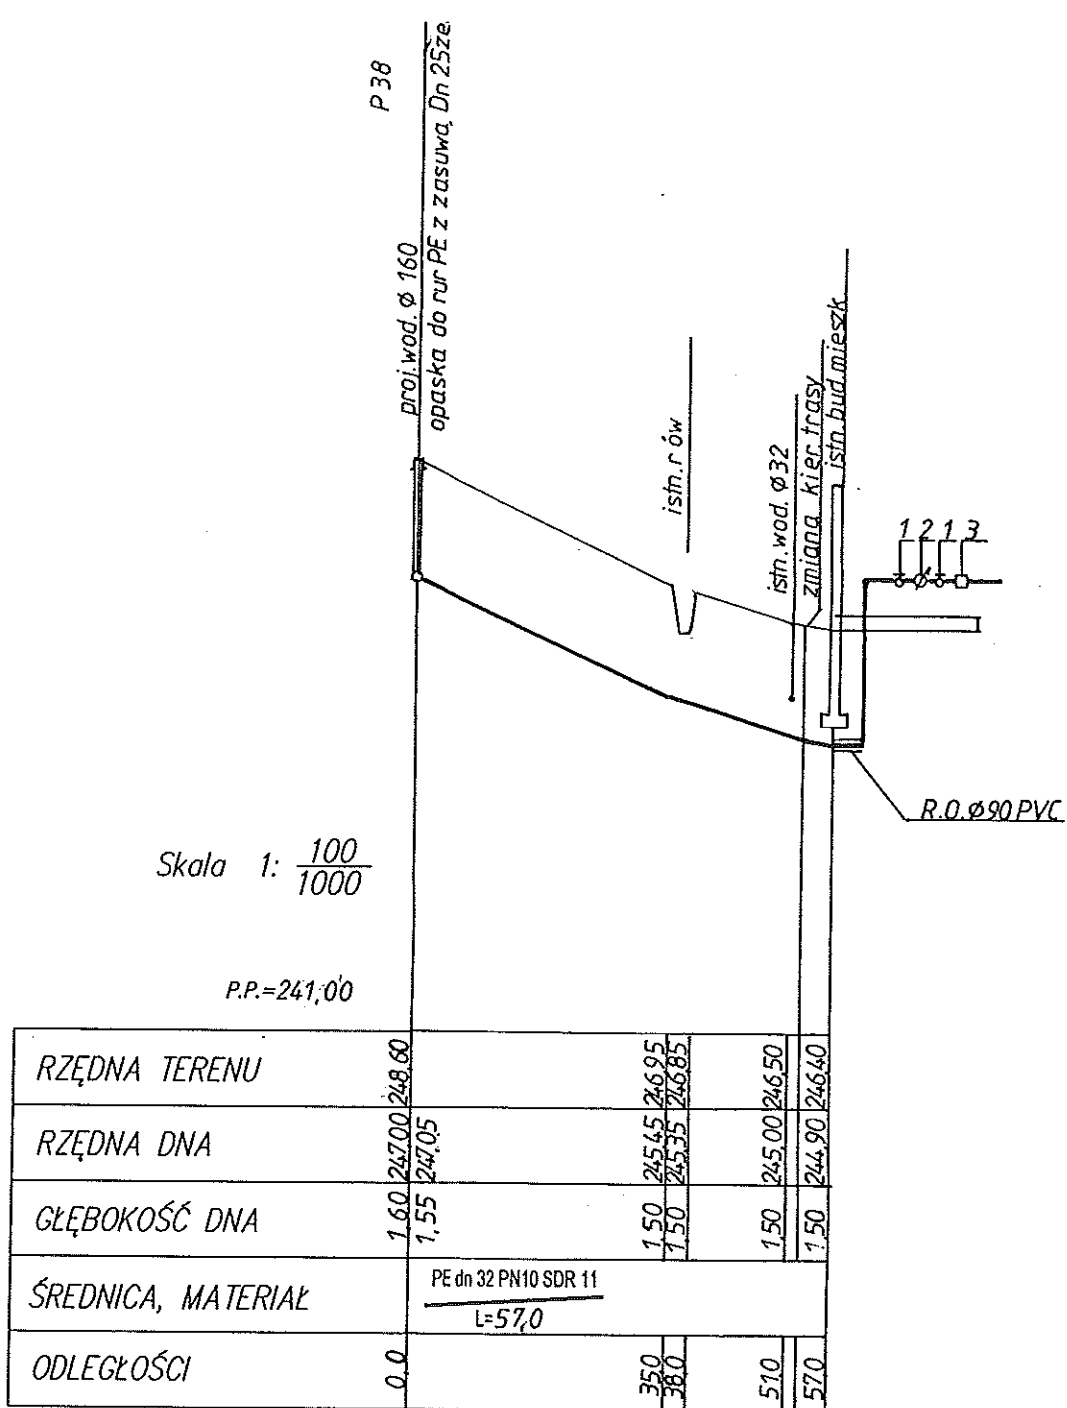 P 38
proj.wod. ϕ 160
opaska do rur PE z zasuwą Dn 25że
istn.rów
istn.wod. ϕ32
zmiana kier.trasy
istn.bud.mieszk
1 2 1 3
R.O.ϕ90PVC
Skala 1: 100/1000
P.P.=241,00
RZĘDNA TERENU 248,60 246,95 246,85 246,50 246,40
RZĘDNA DNA 247,00 247,05 245,45 245,35 245,00 244,90
GŁĘBOKOŚĆ DNA 1,60 1,55 1,50 1,50 1,50 1,50
ŚREDNICA, MATERIAŁ PE dn 32 PN10 SDR 11
L=57,0
ODLEGŁOŚCI 0,0 35,0 38,0 51,0 57,0